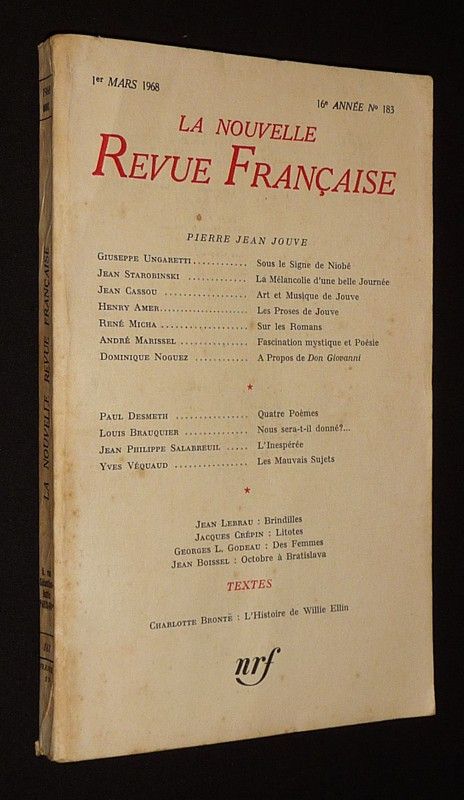 1er MARS 1968
16e ANNÉE No 183
LA NOUVELLE
REVUE FRANÇAISE
PIERRE JEAN JOUVE
GIUSEPPE UNGARETTI ........... Sous le Signe de Niobé
JEAN STAROBINSKI ............ La Mélancolie d'une belle Journée
JEAN CASSOU ................. Art et Musique de Jouve
HENRY AMER................... Les Proses de Jouve
RENÉ MICHA .................. Sur les Romans
ANDRÉ MARISSEL .............. Fascination mystique et Poésie
DOMINIQUE NOGUEZ ............ A Propos de Don Giovanni
*
PAUL DESMETH ............... Quatre Poèmes
LOUIS BRAUQUIER .............. Nous sera-t-il donné?...
JEAN PHILIPPE SALABREUIL ..... L'Inespérée
YVES VÉQUAUD ................ Les Mauvais Sujets
*
JEAN LEBRAU : Brindilles
JACQUES CRÉPIN : Litotes
GEORGES L. GODEAU : Des Femmes
JEAN BOISSEL : Octobre à Bratislava
TEXTES
CHARLOTTE BRONTË : L'Histoire de Willie Ellin
nrf
LA NOUVELLE REVUE FRANÇAISE
183